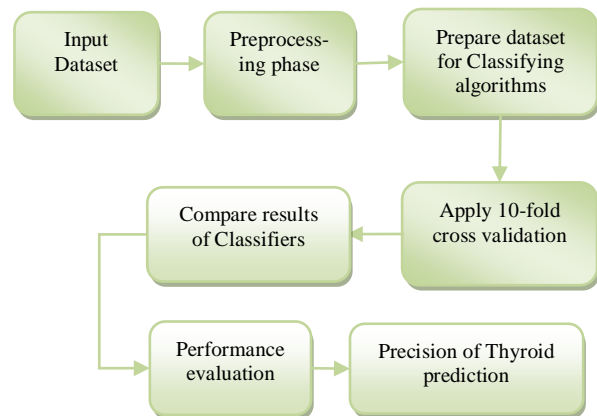 Input
Dataset
Preprocess-
ing phase
Prepare dataset
for Classifying
algorithms
Apply 10-fold
cross validation
Compare results
of Classifiers
Performance
evaluation
Precision of Thyroid
prediction